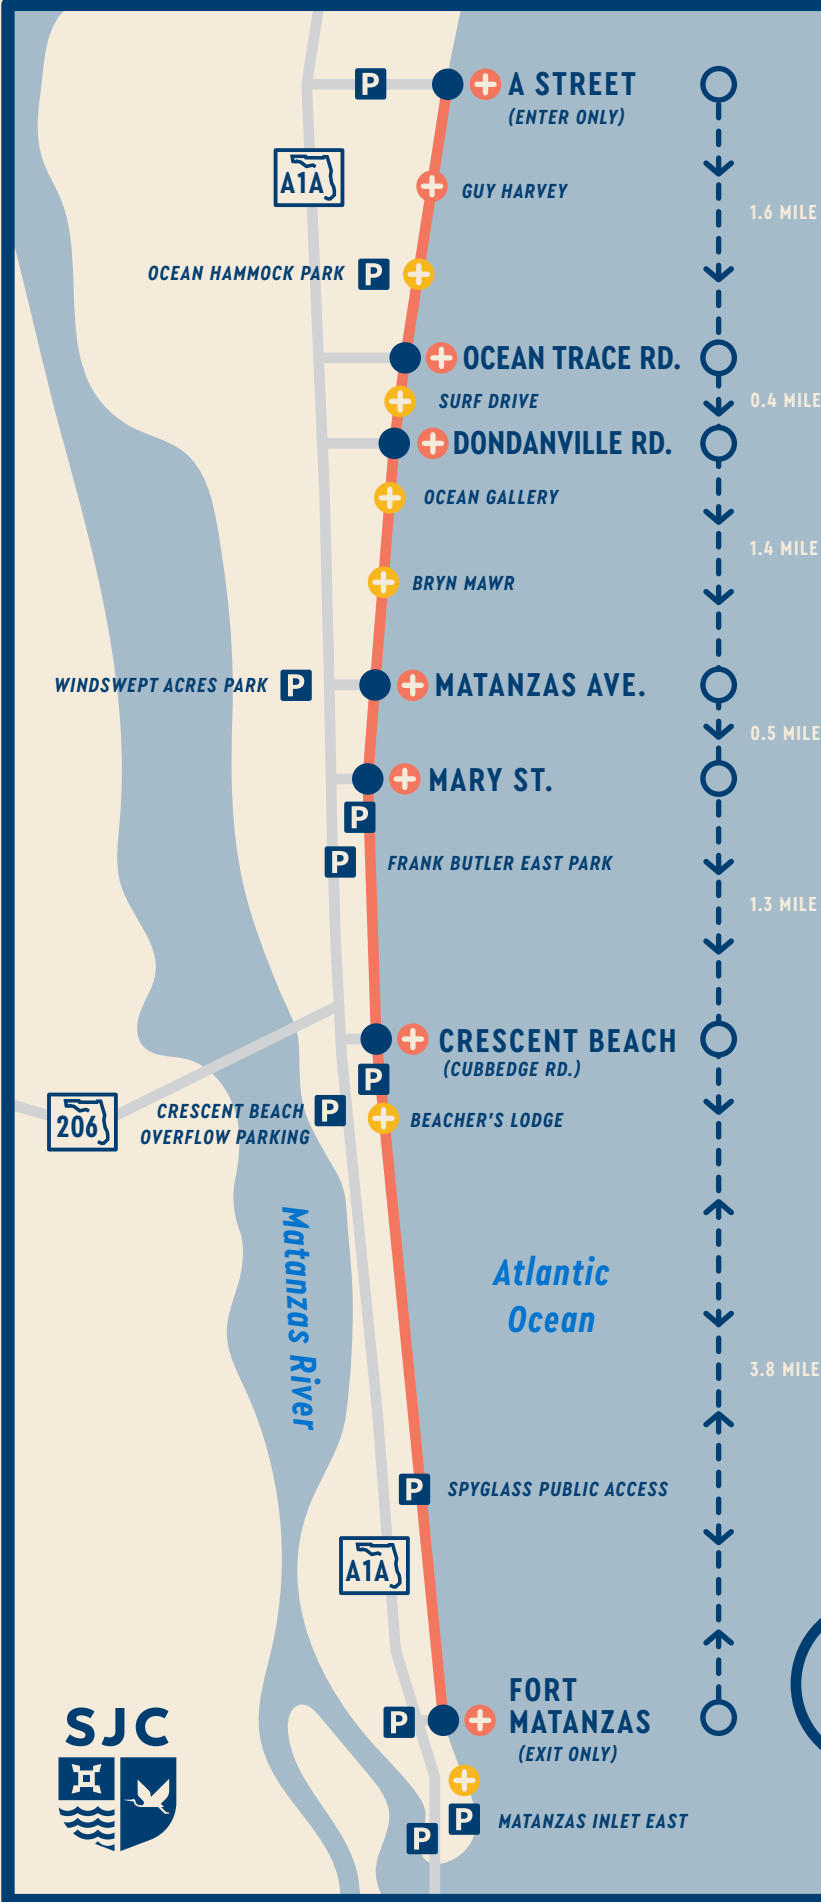 P
A STREET
(ENTER ONLY)
A1A
1.6 MILE
GUY HARVEY
OCEAN HAMMOCK PARK P
OCEAN TRACE RD.
SURF DRIVE
0.4 MILE
DONDANVILLE RD.
OCEAN GALLERY
1.4 MILE
BRYN MAWR
WINDSWEPT ACRES PARK P
MATANZAS AVE.
0.5 MILE
MARY ST.
P
P
FRANK BUTLER EAST PARK
1.3 MILE
CRESCENT BEACH
(CUBBEDGE RD.)
P
206
CRESCENT BEACH
OVERFLOW PARKING
P
BEACHER'S LODGE
Matanzas River
Atlantic
Ocean
3.8 MILE
P
SPYGLASS PUBLIC ACCESS
A1A
FORT
MATANZAS
(EXIT ONLY)
P
SJC
P
MATANZAS INLET EAST
P